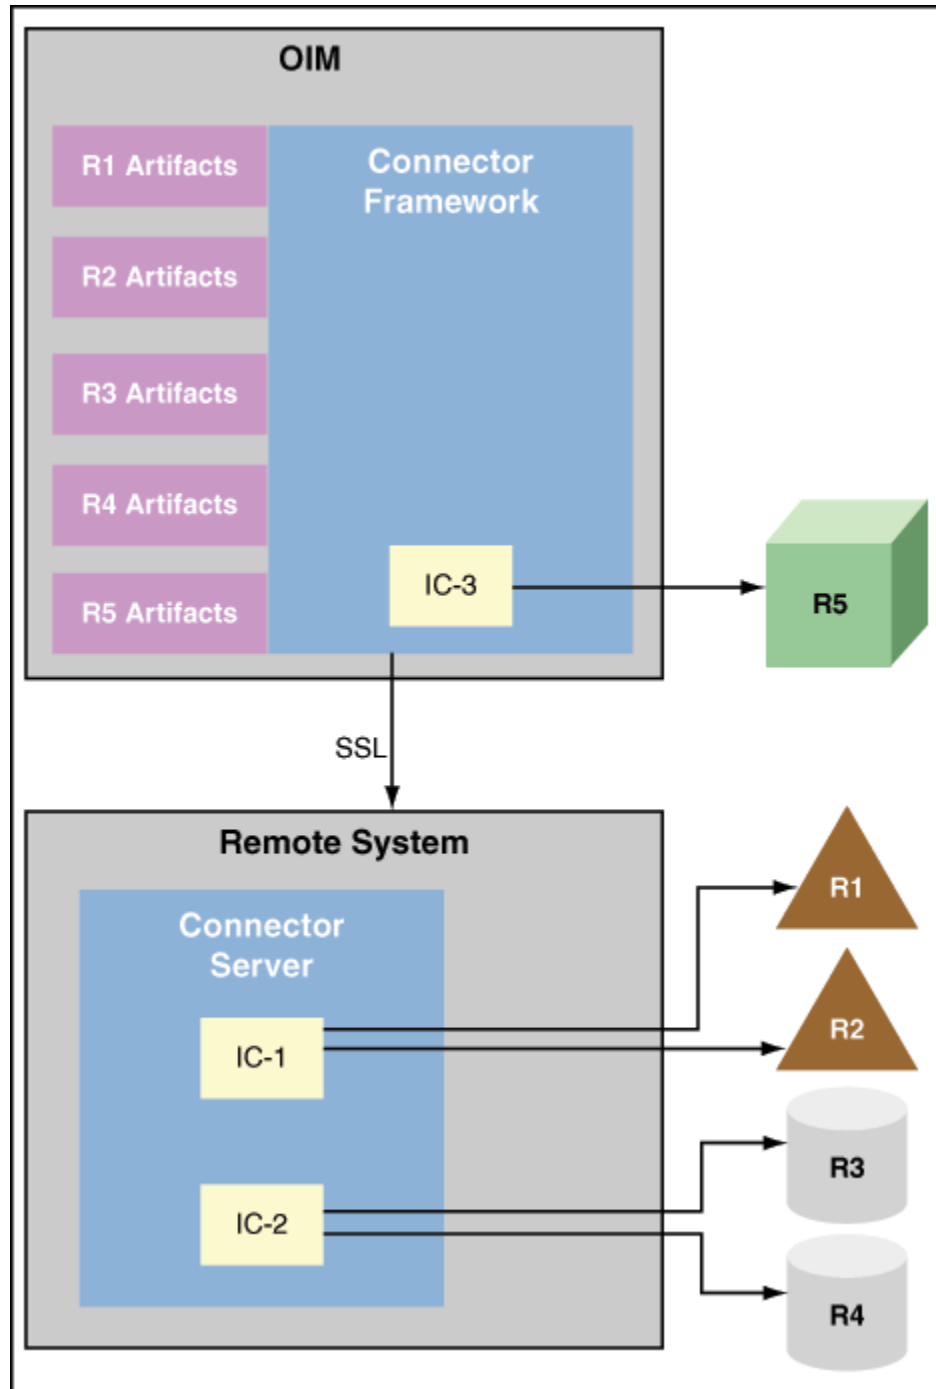 OIM
R1 Artifacts
Connector
Framework
R2 Artifacts
R3 Artifacts
R4 Artifacts
R5 Artifacts
IC-3
R5
SSL
Remote System
Connector
Server
IC-1
IC-2
R1
R2
R3
R4